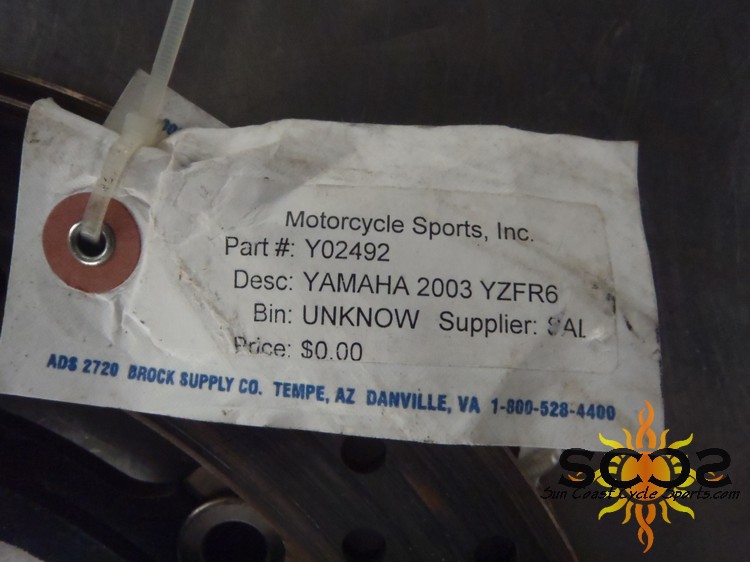 Motorcycle Sports, Inc.
Part #: Y02492
Desc: YAMAHA 2003 YZFR6
Bin: UNKNOW Supplier: SAL
Price: $0.00
ADS 2720 BROCK SUPPLY CO. TEMPE, AZ DANVILLE, VA 1-800-528-4400
SCCS
Sun Coast Cycle Sports.com